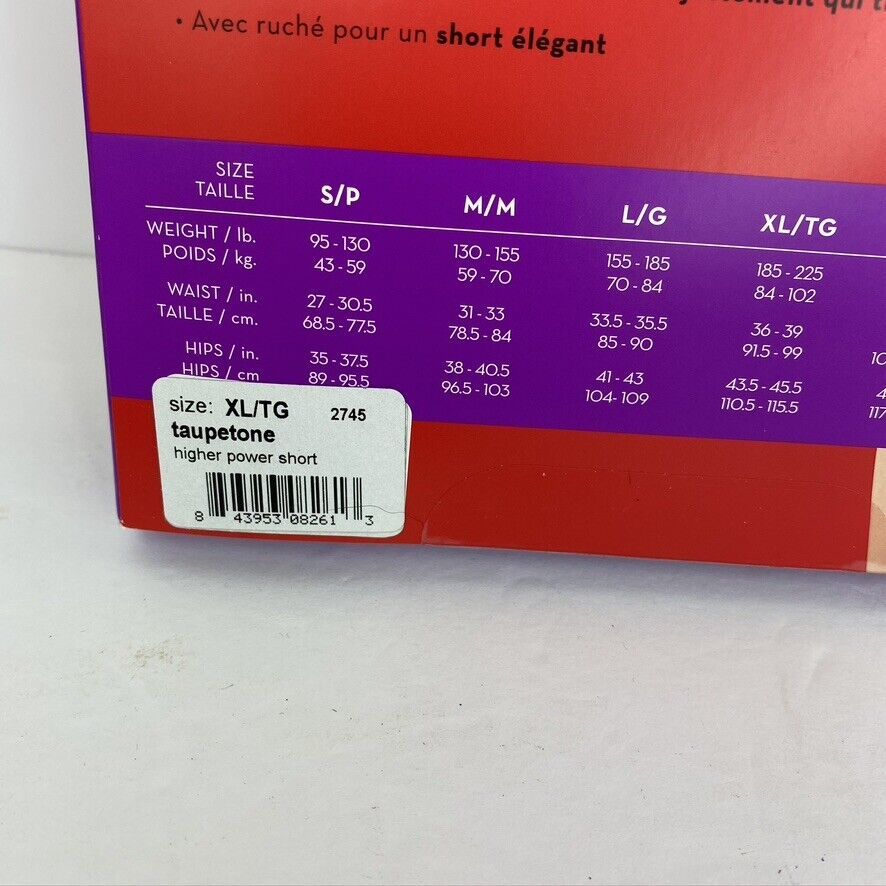 qui
• Avec ruché pour un short élégant
SIZE
TAILLE S/P M/M L/G XL/TG
WEIGHT / lb. 95 - 130 130 - 155 155 - 185 185 - 225
POIDS / kg. 43 - 59 59 - 70 70 - 84 84 - 102
WAIST / in. 27 - 30.5 31 - 33 33.5 - 35.5 36 - 39
TAILLE / cm. 68.5 - 77.5 78.5 - 84 85 - 90 91.5 - 99
HIPS / in. 35 - 37.5 38 - 40.5 41 - 43 43.5 - 45.5
HIPS / cm 89 - 95.5 96.5 - 103 104 - 109 110.5 - 115.5
size: XL/TG 2745
taupetone
higher power short
8 43953 08261 3